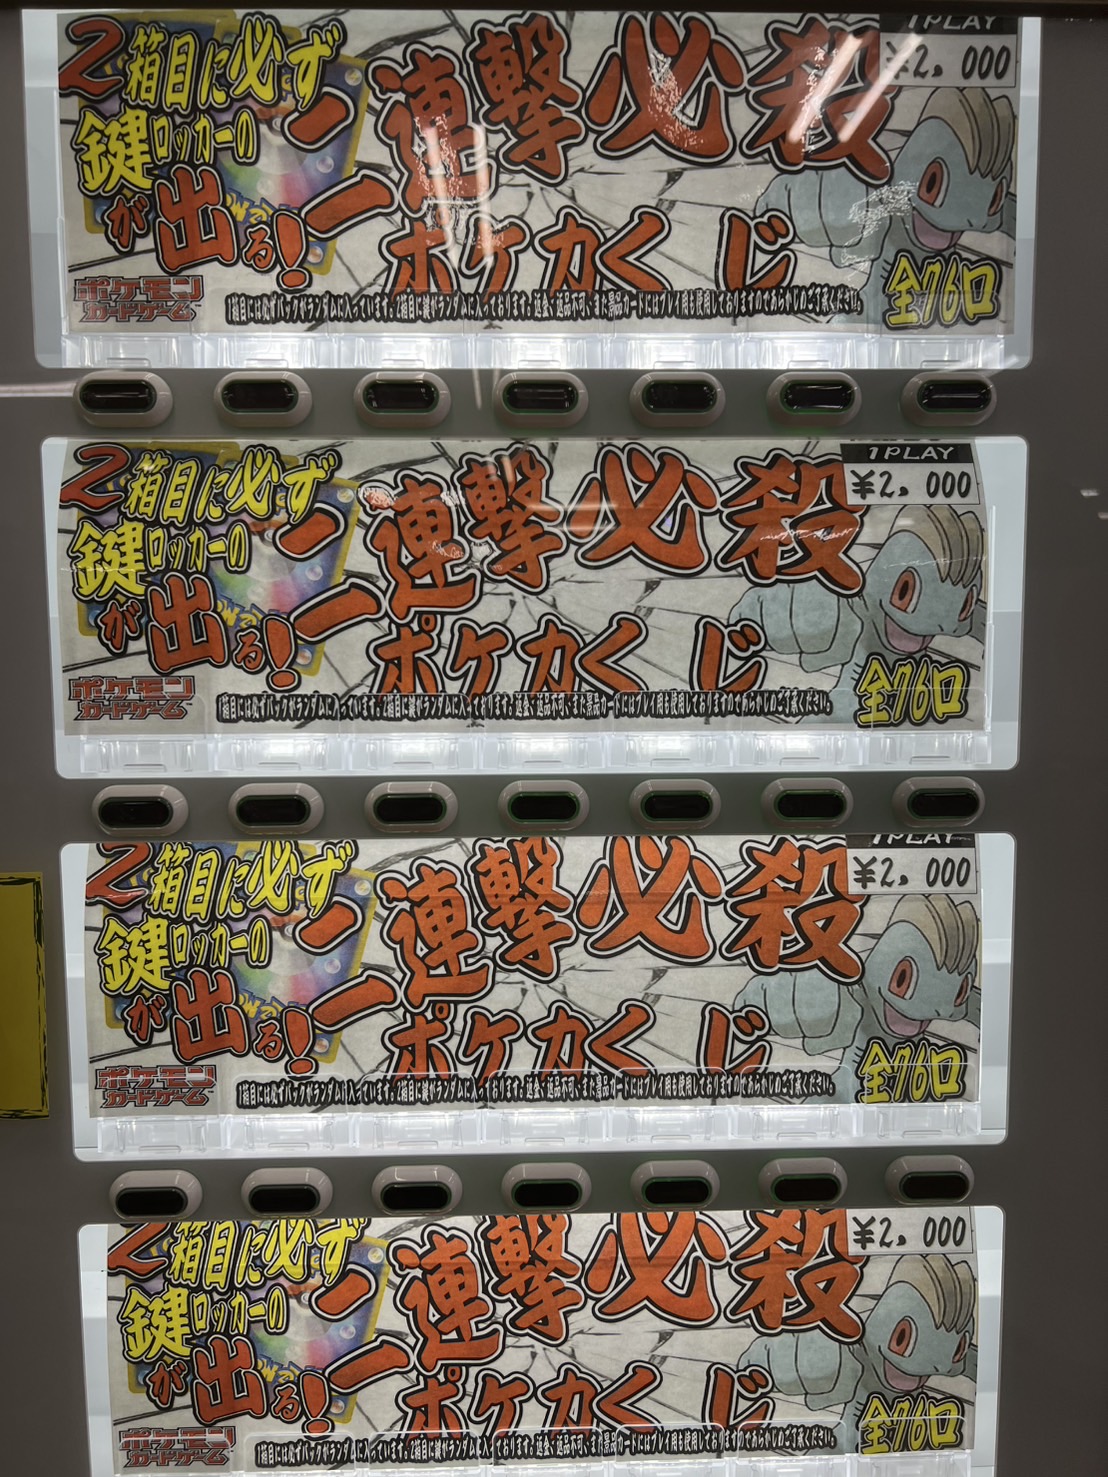 1PLAY
¥2,000
2箱目に必ず
鍵ロッカーの
が出る!
二連撃必殺
ポケカくじ
ポケモン
カードゲーム
全76口
1PLAY
¥2,000
2箱目に必ず
鍵ロッカーの
が出る!
二連撃必殺
ポケカくじ
ポケモン
カードゲーム
全76口
1PLAY
¥2,000
2箱目に必ず
鍵ロッカーの
が出る!
二連撃必殺
ポケカくじ
ポケモン
カードゲーム
全76口
¥2,000
2箱目に必ず
鍵ロッカーの
が出る!
二連撃必殺
ポケカくじ
ポケモン
カードゲーム
全76口